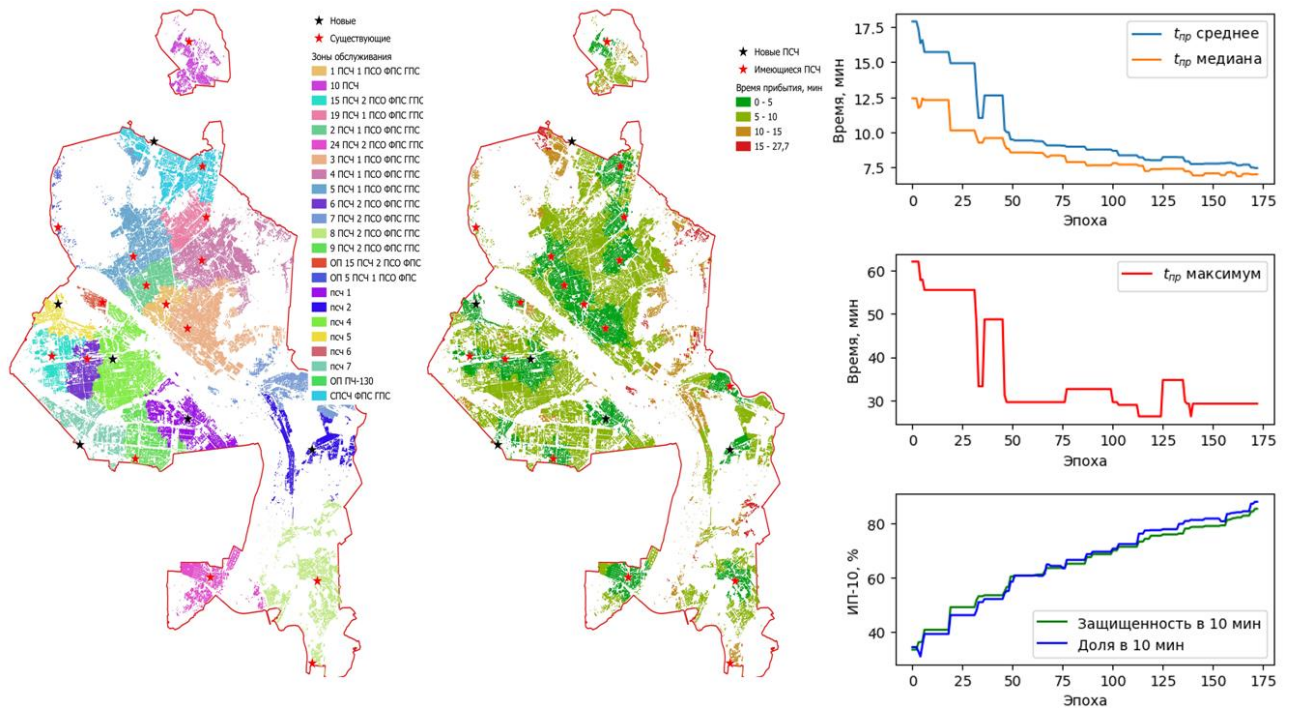 Новые
Существующие
Зоны обслуживания
1 ПСЧ 1 ПСО ФПС ГПС
10 ПСЧ
15 ПСЧ 2 ПСО ФПС ГПС
19 ПСЧ 1 ПСО ФПС ГПС
2 ПСЧ 1 ПСО ФПС ГПС
24 ПСЧ 2 ПСО ФПС ГПС
3 ПСЧ 1 ПСО ФПС ГПС
4 ПСЧ 1 ПСО ФПС ГПС
5 ПСЧ 1 ПСО ФПС ГПС
6 ПСЧ 2 ПСО ФПС ГПС
7 ПСЧ 2 ПСО ФПС ГПС
8 ПСЧ 2 ПСО ФПС ГПС
9 ПСЧ 2 ПСО ФПС ГПС
ОП 15 ПСЧ 2 ПСО ФПС
ОП 5 ПСЧ 1 ПСО ФПС
псч 1
псч 2
псч 4
псч 5
псч 6
псч 7
ОП ПЧ-130
СПСЧ ФПС ГПС
Новые ПСЧ
Имеющиеся ПСЧ
Время прибытия, мин
0 - 5
5 - 10
10 - 15
15 - 27,7
17.5
15.0
12.5
10.0
7.5
Время, мин
tпр среднее
tпр медиана
0 25 50 75 100 125 150 175
Эпоха
60
50
40
30
Время, мин
tпр максимум
0 25 50 75 100 125 150 175
Эпоха
80
60
40
ИП-10, %
Защищенность в 10 мин
Доля в 10 мин
0 25 50 75 100 125 150 175
Эпоха